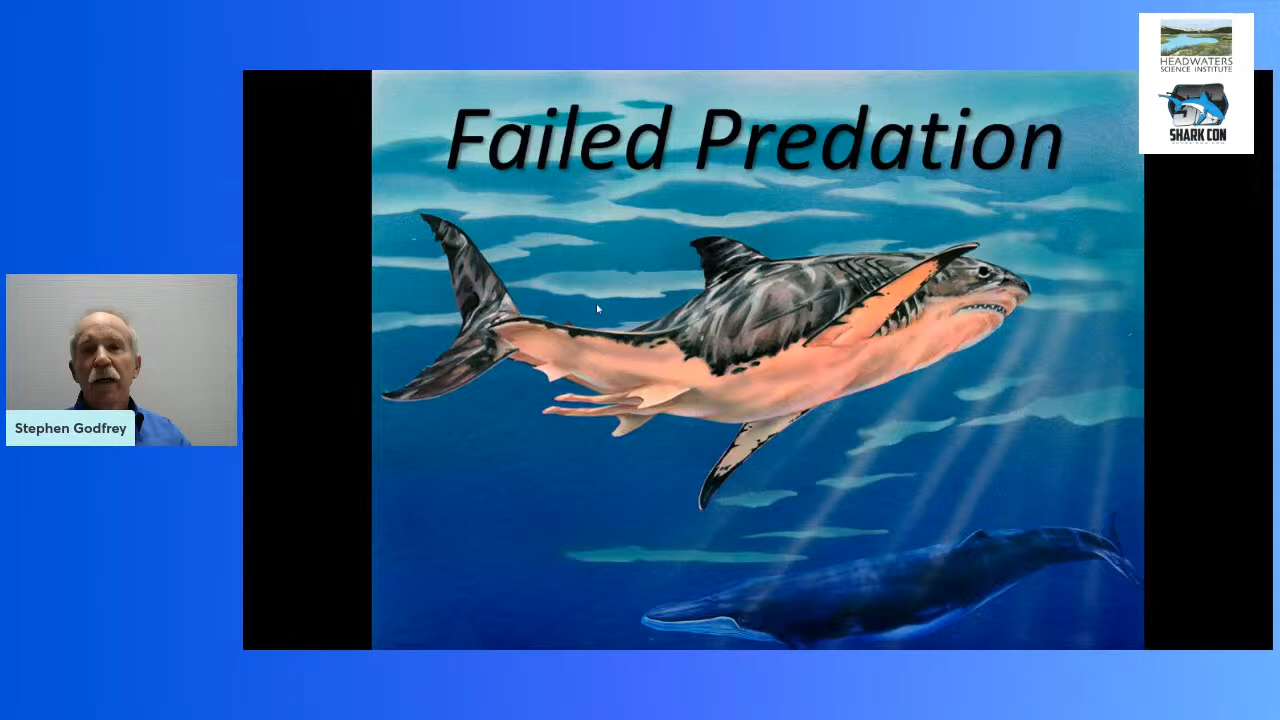 Failed Predation
HEADWATERS
SCIENCE INSTITUTE
SHARK CON
Stephen Godfrey